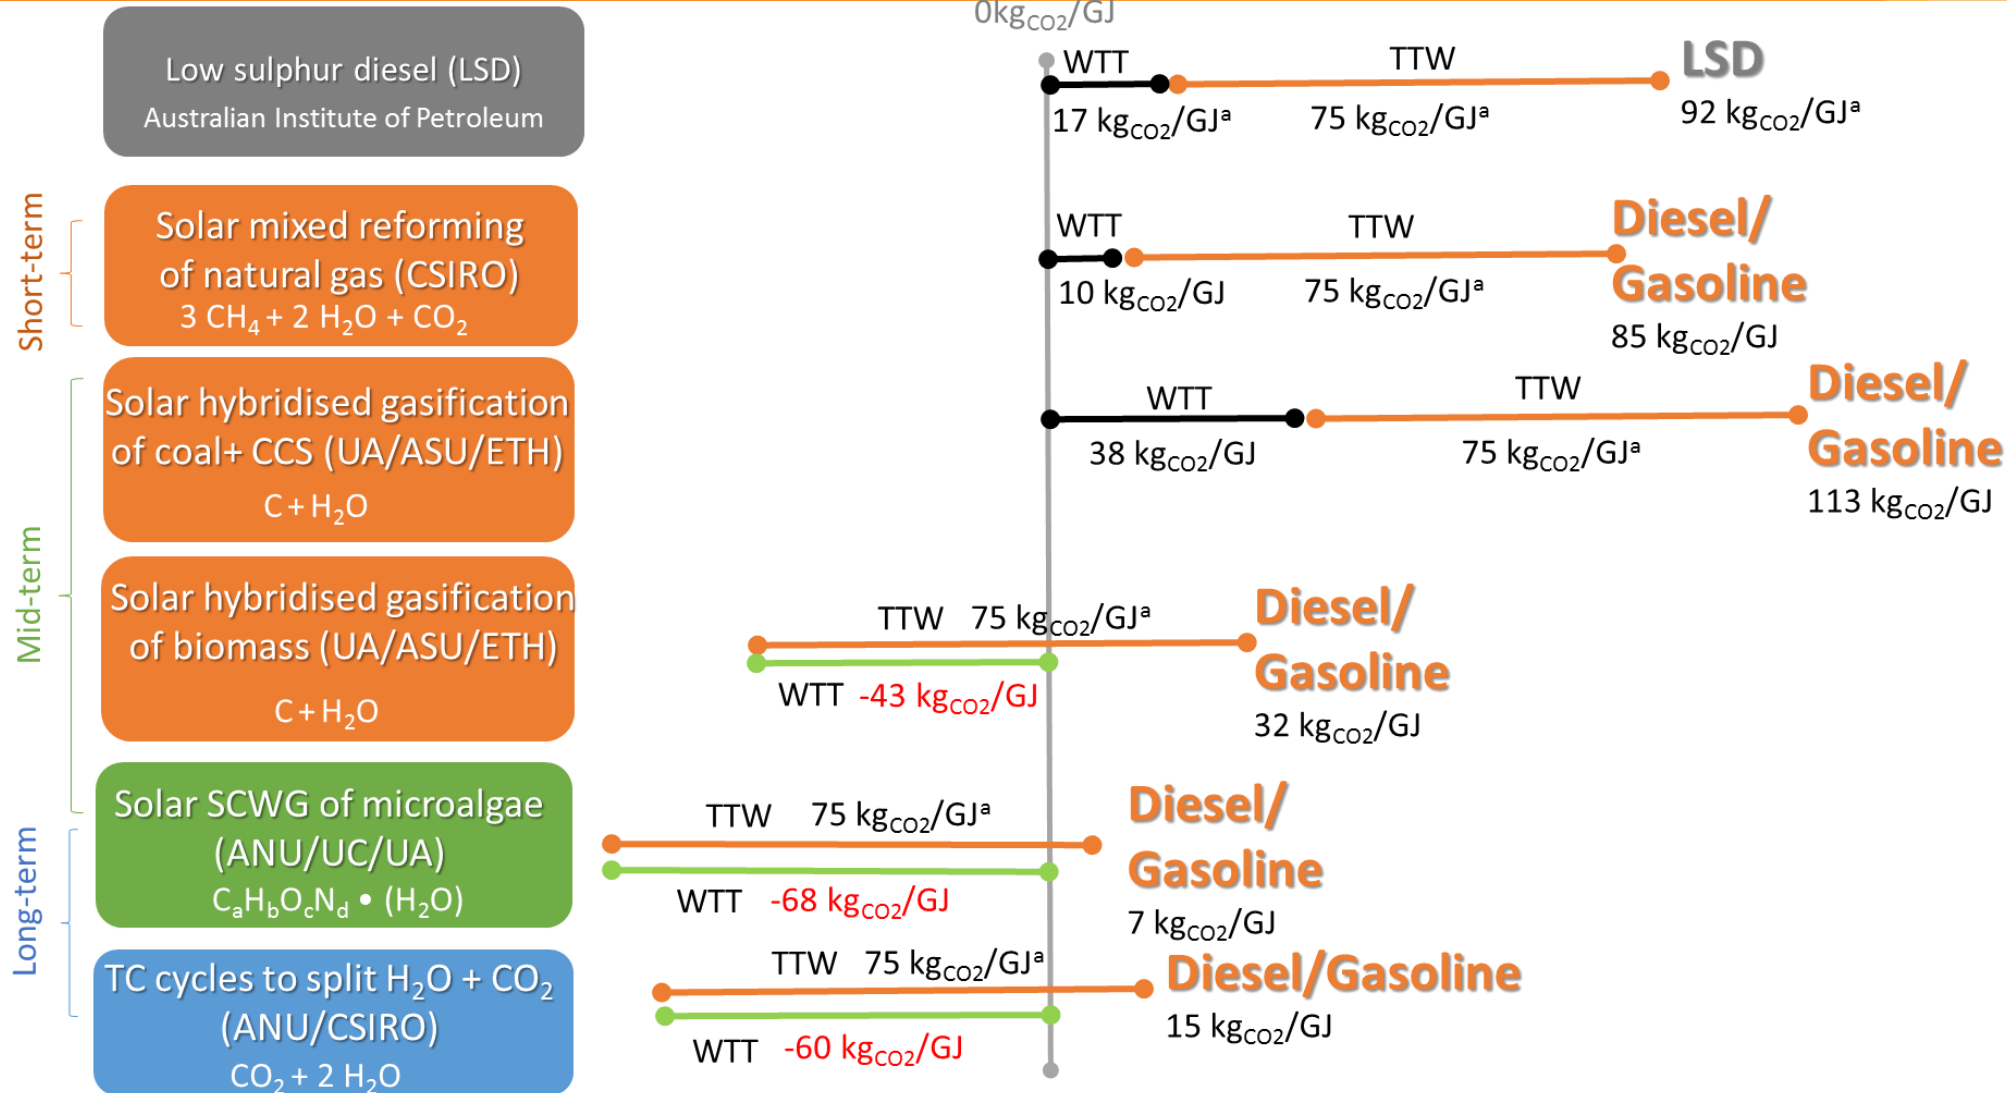 0kgCO2/GJ
Low sulphur diesel (LSD)
Australian Institute of Petroleum
WTT
TTW
LSD
17 kgCO2/GJᵃ
75 kgCO2/GJᵃ
92 kgCO2/GJᵃ
Short-term
Solar mixed reforming
of natural gas (CSIRO)
3 CH₄ + 2 H₂O + CO₂
WTT
TTW
Diesel/
Gasoline
10 kgCO2/GJ
75 kgCO2/GJᵃ
85 kgCO2/GJ
Mid-term
Solar hybridised gasification
of coal+ CCS (UA/ASU/ETH)
C + H₂O
WTT
TTW
Diesel/
Gasoline
38 kgCO2/GJ
75 kgCO2/GJᵃ
113 kgCO2/GJ
Solar hybridised gasification
of biomass (UA/ASU/ETH)
C + H₂O
TTW 75 kgCO2/GJᵃ
WTT -43 kgCO2/GJ
Diesel/
Gasoline
32 kgCO2/GJ
Long-term
Solar SCWG of microalgae
(ANU/UC/UA)
CaHbOcNd • (H₂O)
TTW 75 kgCO2/GJᵃ
WTT -68 kgCO2/GJ
Diesel/
Gasoline
7 kgCO2/GJ
TC cycles to split H₂O + CO₂
(ANU/CSIRO)
CO₂ + 2 H₂O
TTW 75 kgCO2/GJᵃ
WTT -60 kgCO2/GJ
Diesel/Gasoline
15 kgCO2/GJ